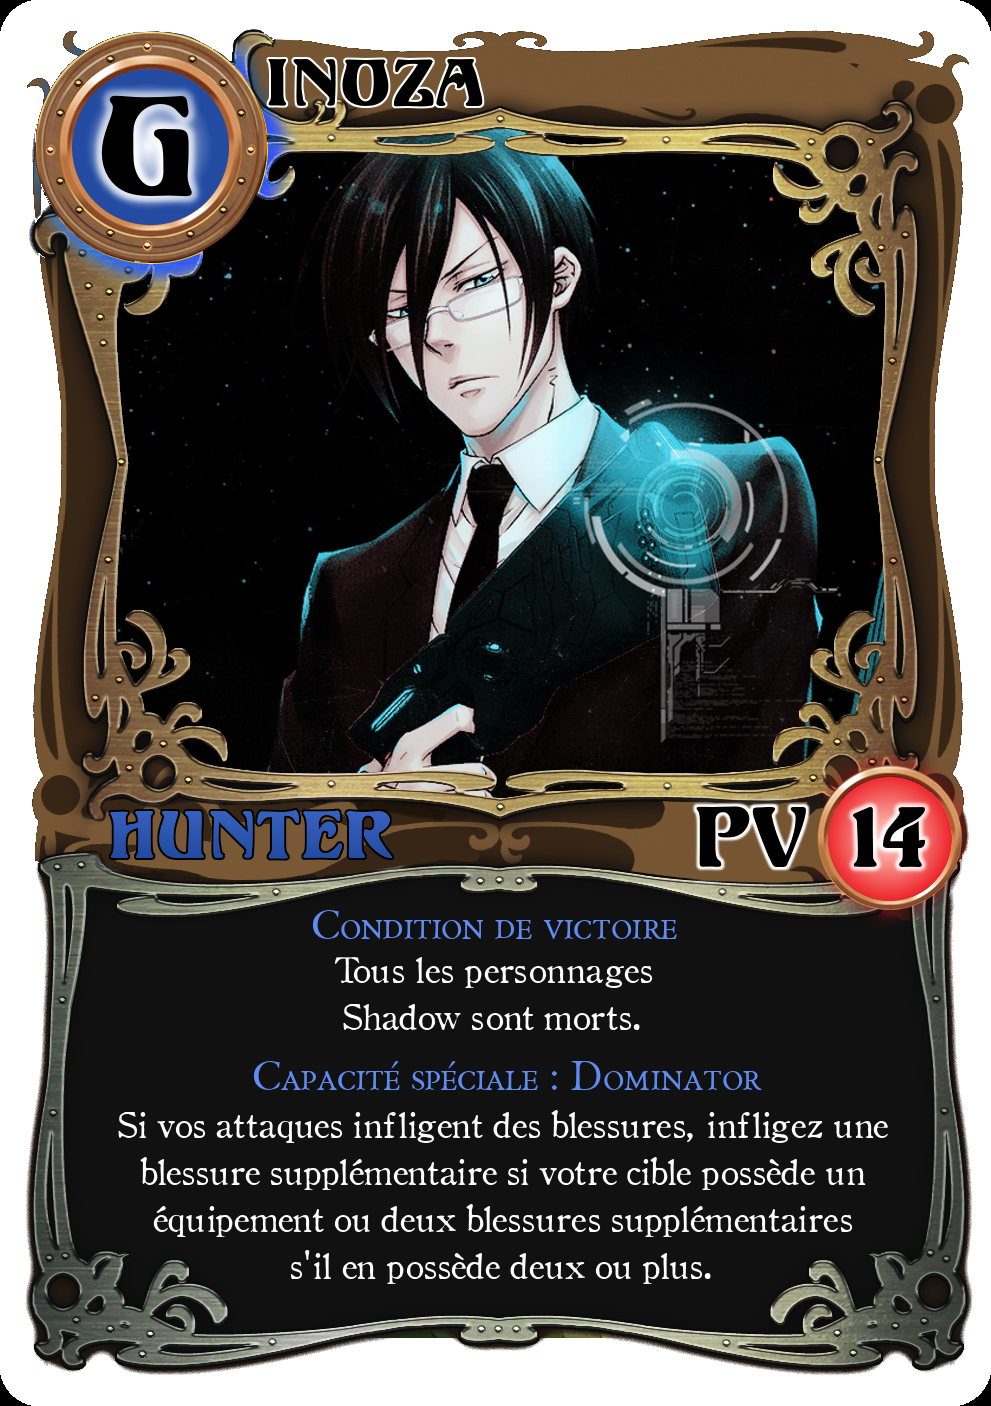 GINOZA
HUNTER
PV 14
Condition de victoire
Tous les personnages
Shadow sont morts.
Capacité spéciale : Dominator
Si vos attaques infligent des blessures, infligez une
blessure supplémentaire si votre cible possède un
équipement ou deux blessures supplémentaires
s'il en possède deux ou plus.